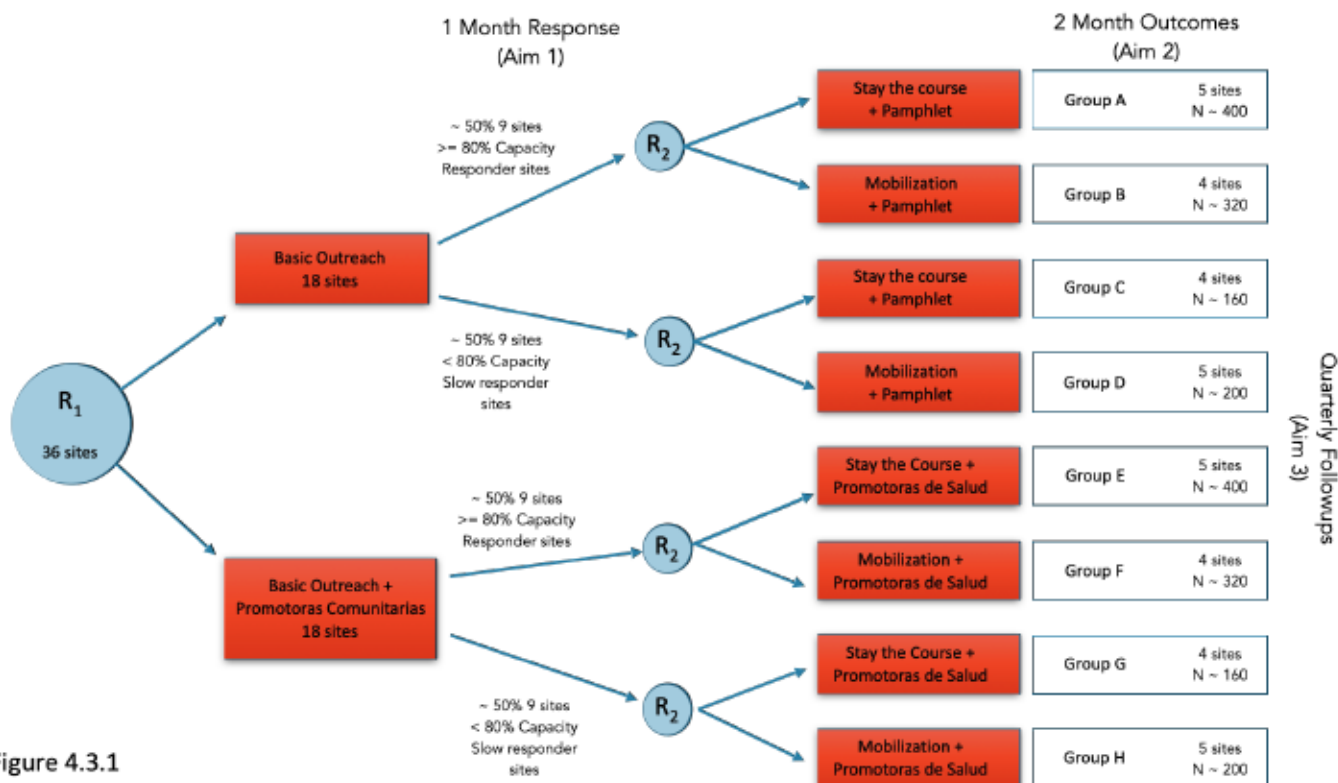 1 Month Response
(Aim 1)
2 Month Outcomes
(Aim 2)
R1
36 sites
Basic Outreach
18 sites
~ 50% 9 sites
>= 80% Capacity
Responder sites
R2
Stay the course
+ Pamphlet
Group A
5 sites
N ~ 400
Mobilization
+ Pamphlet
Group B
4 sites
N ~ 320
~ 50% 9 sites
< 80% Capacity
Slow responder
sites
R2
Stay the course
+ Pamphlet
Group C
4 sites
N ~ 160
Mobilization
+ Pamphlet
Group D
5 sites
N ~ 200
Basic Outreach +
Promotoras Comunitarias
18 sites
~ 50% 9 sites
>= 80% Capacity
Responder sites
R2
Stay the Course +
Promotoras de Salud
Group E
5 sites
N ~ 400
Mobilization +
Promotoras de Salud
Group F
4 sites
N ~ 320
~ 50% 9 sites
< 80% Capacity
Slow responder
sites
R2
Stay the Course +
Promotoras de Salud
Group G
4 sites
N ~ 160
Mobilization +
Promotoras de Salud
Group H
5 sites
N ~ 200
Quarterly Followups
(Aim 3)
igure 4.3.1